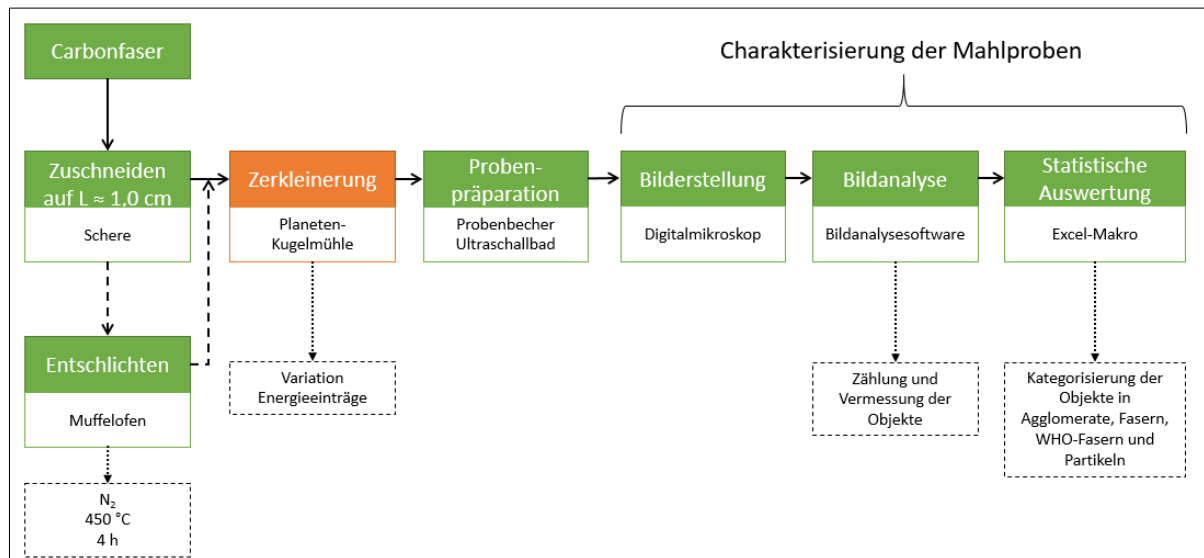 Carbonfaser
Charakterisierung der Mahlproben
Zuschneiden
auf L ≈ 1,0 cm
Schere
Zerkleinerung
Planeten-
Kugelmühle
Proben-
präparation
Probenbecher
Ultraschallbad
Bilderstellung
Digitalmikroskop
Bildanalyse
Bildanalysesoftware
Statistische
Auswertung
Excel-Makro
Entschlichten
Muffelofen
Variation
Energieeinträge
Zählung und
Vermessung der
Objekte
Kategorisierung der
Objekte in
Agglomerate, Fasern,
WHO-Fasern und
Partikeln
N₂
450 °C
4 h